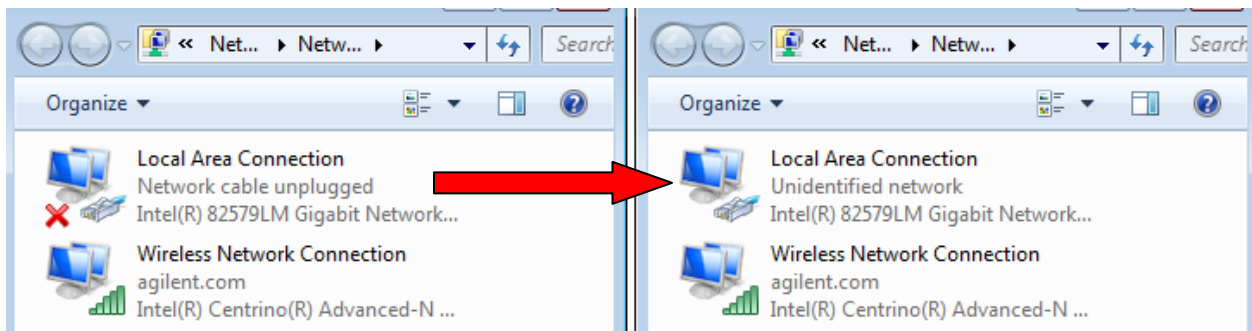 « Net... ▸ Netw... ▸ Search
Organize
Local Area Connection
Network cable unplugged
Intel(R) 82579LM Gigabit Network...
Wireless Network Connection
agilent.com
Intel(R) Centrino(R) Advanced-N ...
« Net... ▸ Netw... ▸ Search
Organize
Local Area Connection
Unidentified network
Intel(R) 82579LM Gigabit Network...
Wireless Network Connection
agilent.com
Intel(R) Centrino(R) Advanced-N ...